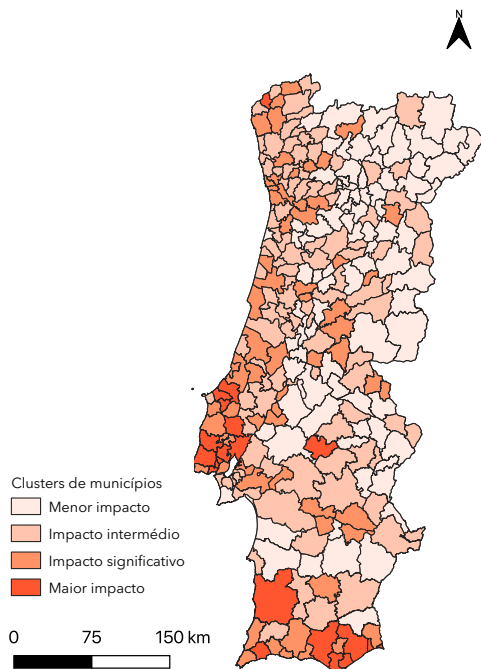 N
Clusters de municípios
Menor impacto
Impacto intermédio
Impacto significativo
Maior impacto
0 75 150 km